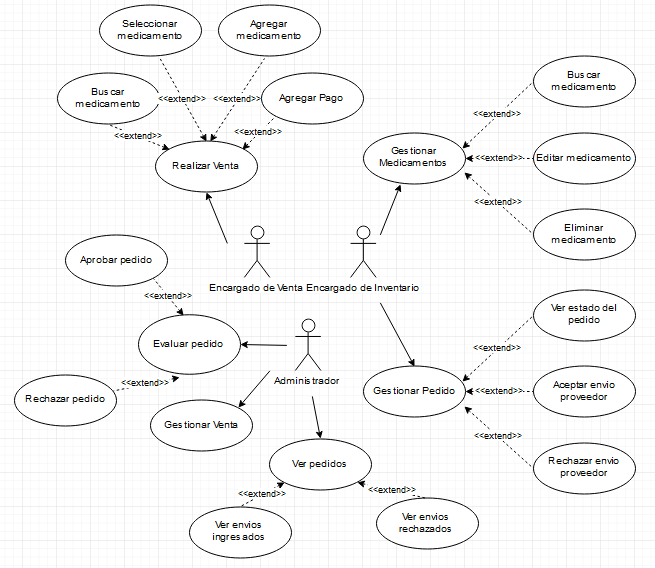 Seleccionar
medicamento
Agregar
medicamento
Buscar
medicamento
<<extend>>
<<extend>>
Agregar Pago
<<extend>>
<<extend>>
Realizar Venta
Buscar
medicamento
<<extend>>
Gestionar
Medicamentos
<<extend>>
Editar medicamento
<<extend>>
Eliminar
medicamento
Encargado de Venta
Encargado de Inventario
Aprobar pedido
<<extend>>
Evaluar pedido
<<extend>>
Rechazar pedido
Administrador
Gestionar Venta
Ver estado del
pedido
<<extend>>
Gestionar Pedido
<<extend>>
Aceptar envio
proveedor
<<extend>>
Rechazar envio
proveedor
Ver pedidos
<<extend>>
<<extend>>
Ver envios
ingresados
Ver envios
rechazados